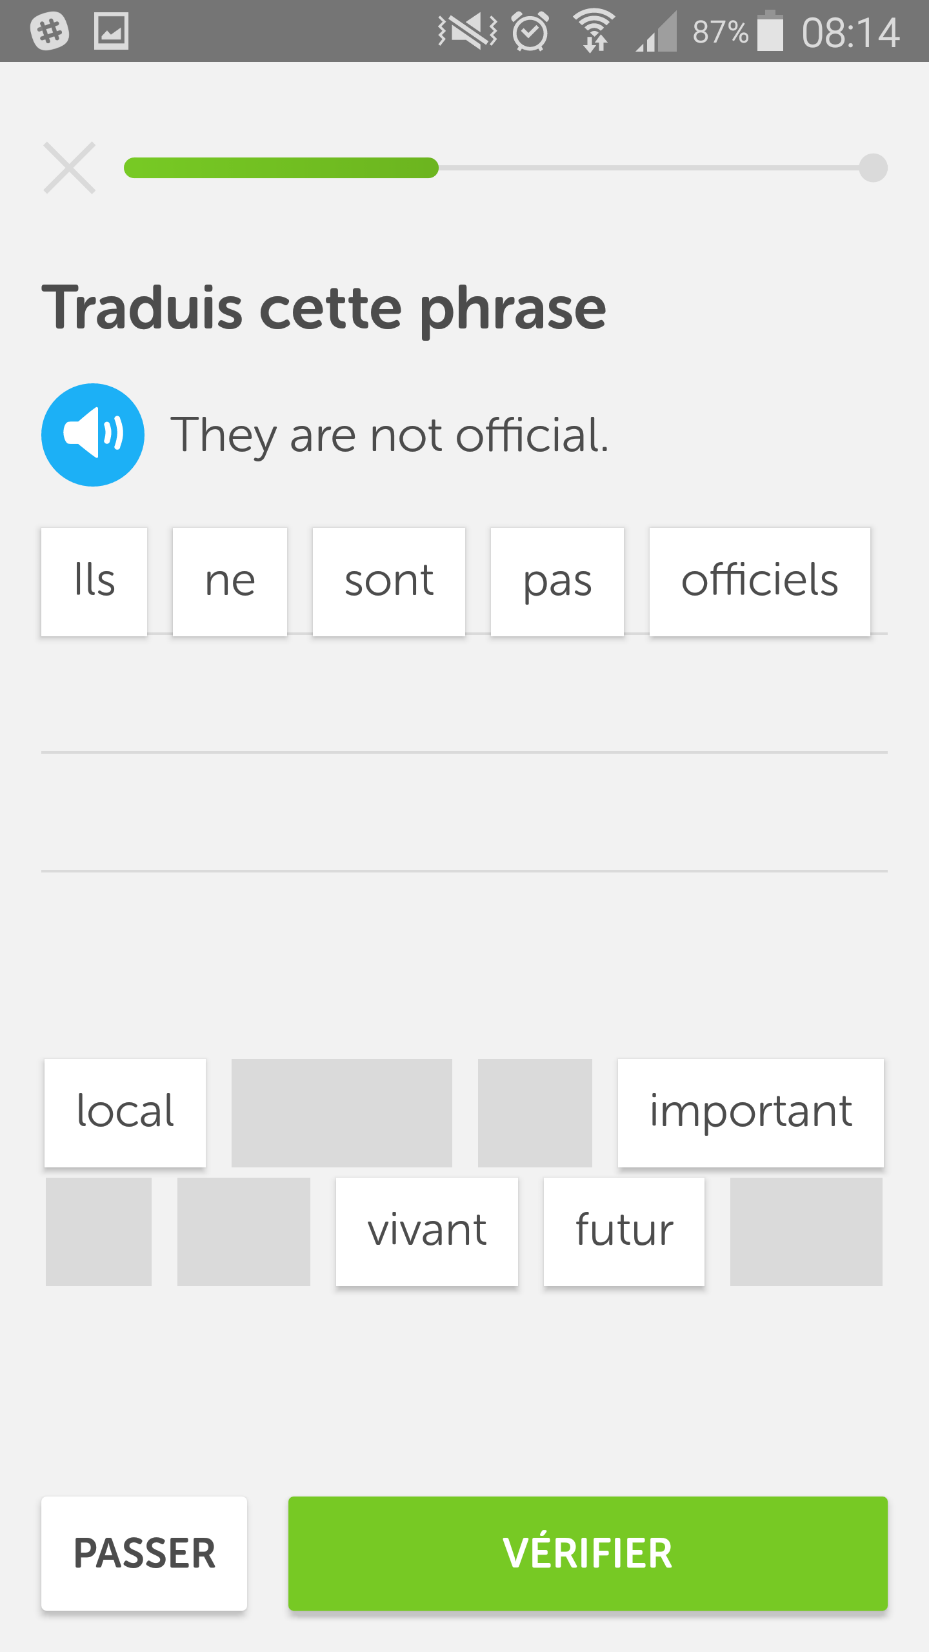 87% 08:14
Traduis cette phrase
They are not official.
Ils ne sont pas officiels
local important
vivant futur
PASSER VÉRIFIER